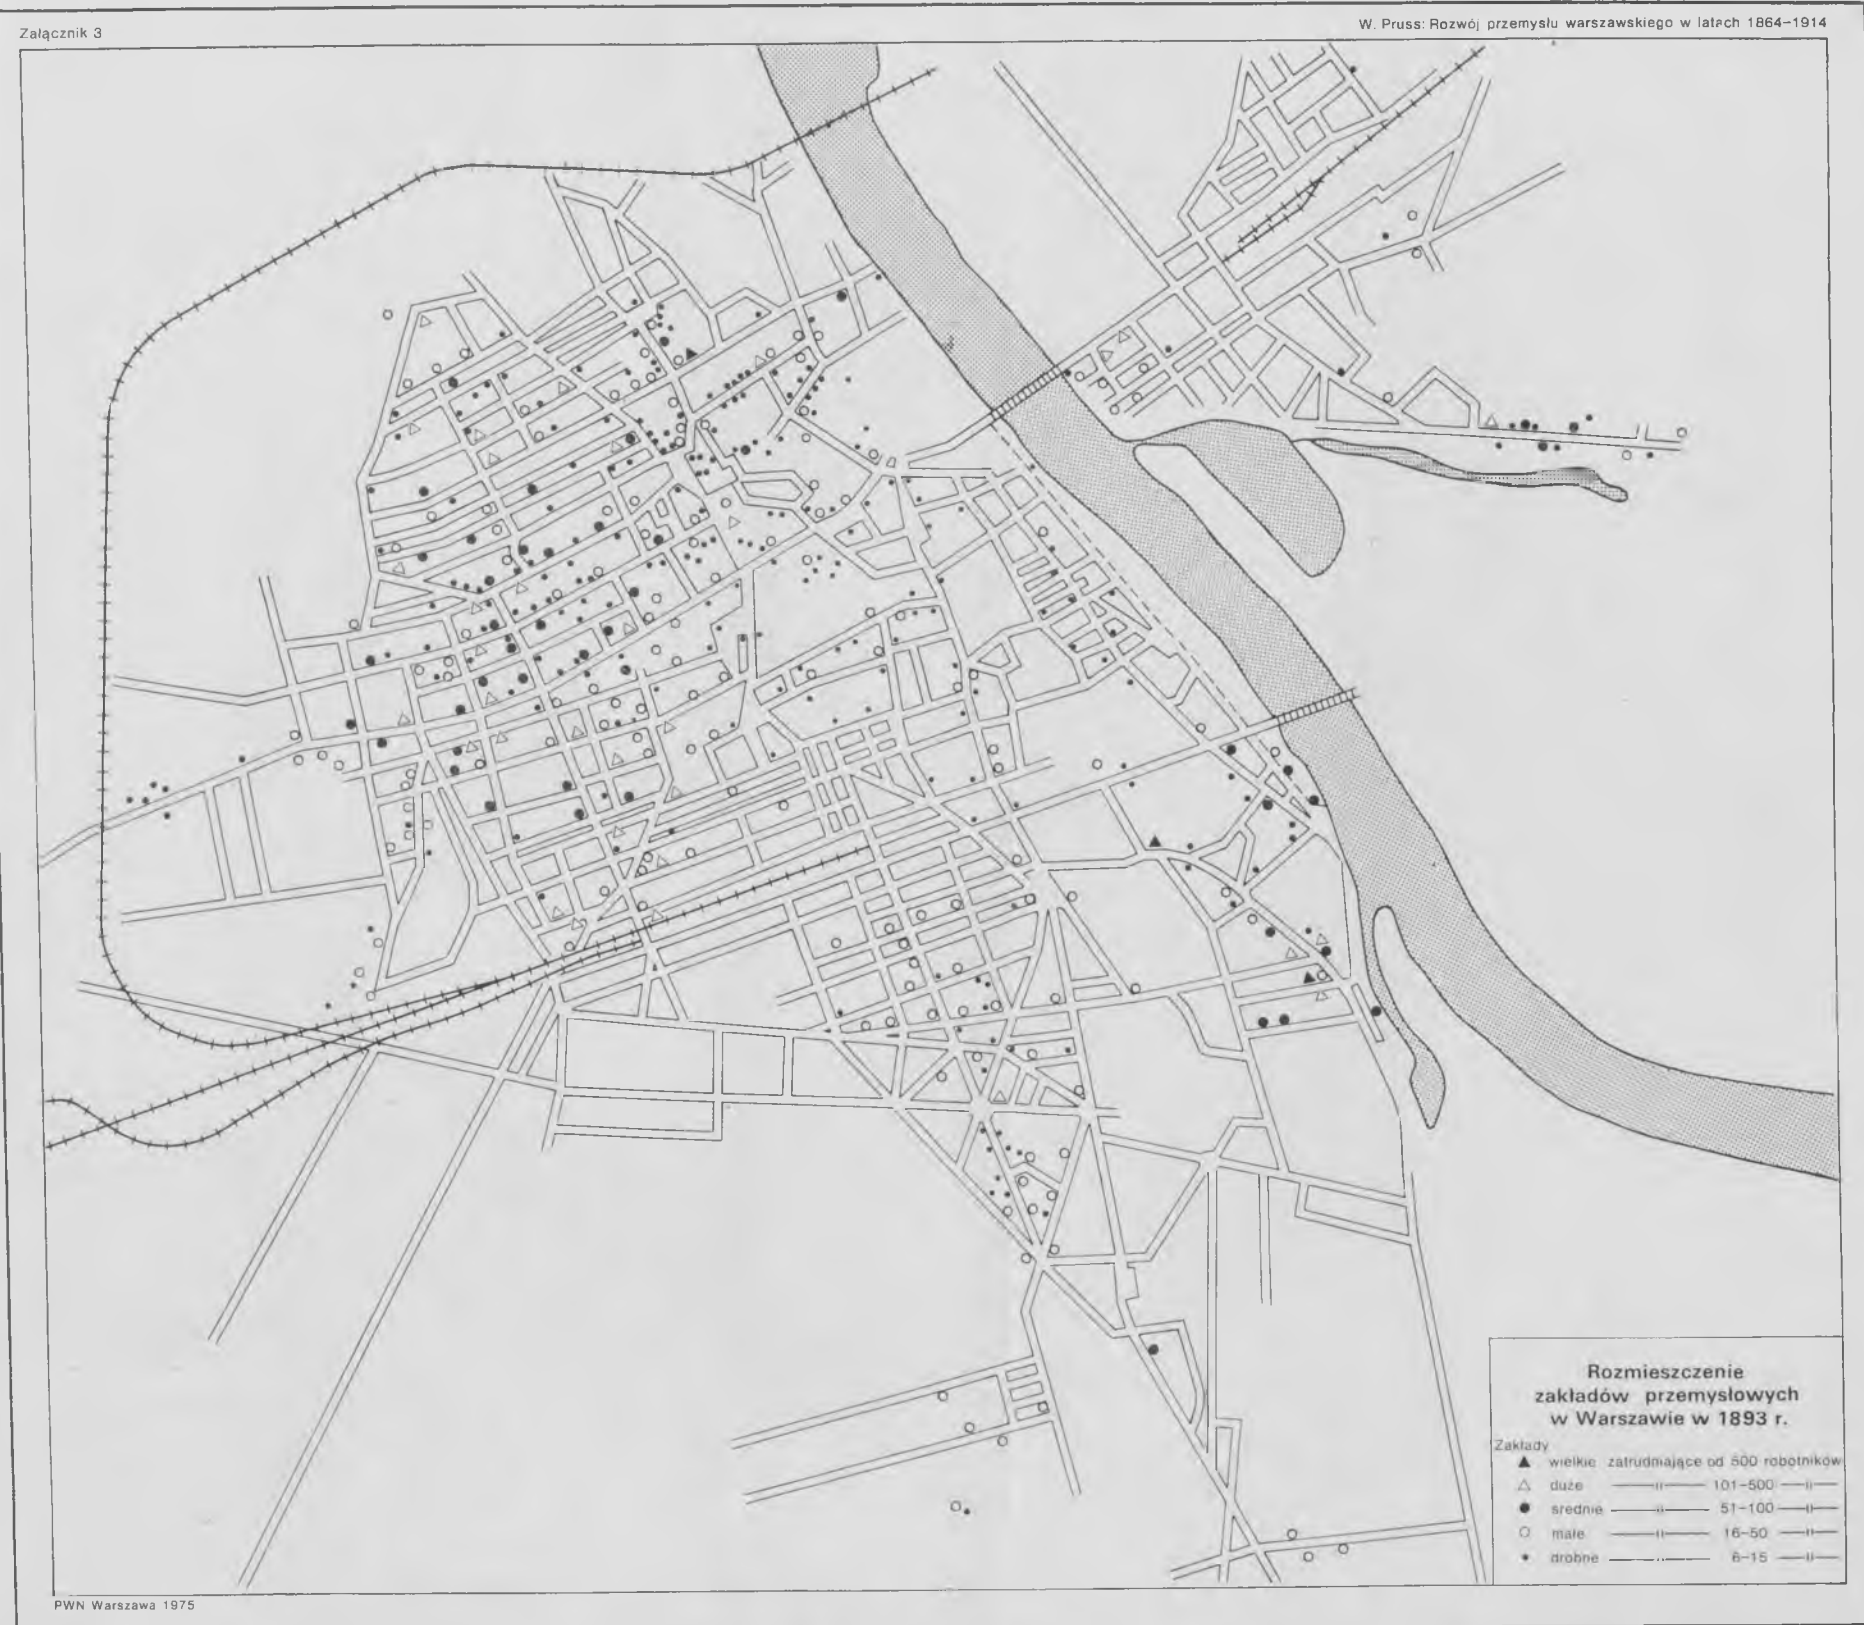 Załącznik 3
W. Pruss: Rozwój przemysłu warszawskiego w latach 1864–1914
Rozmieszczenie
zakładów przemysłowych
w Warszawie w 1893 r.
Zakłady
▲ wielkie zatrudniające od 500 robotników
△ duże —"— 101–500 —"—
● średnie —"— 51–100 —"—
○ małe —"— 16–50 —"—
• drobne —"— 6–15 —"—
PWN Warszawa 1975